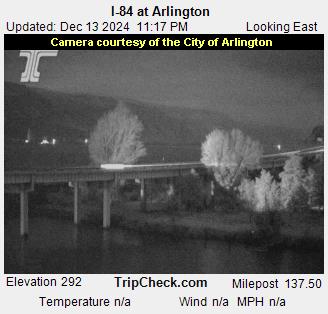 I-84 at Arlington
Updated: Dec 13 2024 11:17 PM Looking East
Camera courtesy of the City of Arlington
Elevation 292 TripCheck.com Milepost 137.50
Temperature n/a Wind n/a MPH n/a